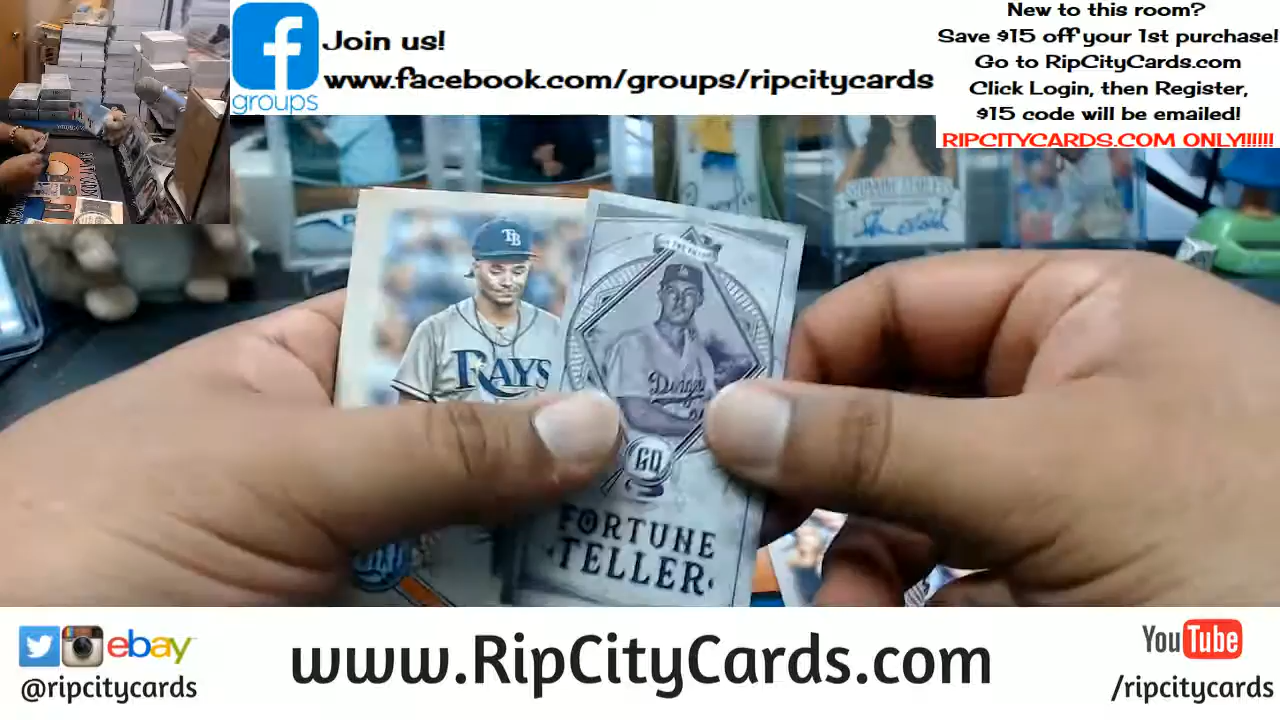 Join us!
www.facebook.com/groups/ripcitycards
groups
New to this room?
Save $15 off your 1st purchase!
Go to RipCityCards.com
Click Login, then Register,
$15 code will be emailed!
RIPCITYCARDS.COM ONLY!!!!!!
TB
RAYS
Dodgers
GQ
FORTUNE
TELLER
ebay
@ripcitycards
www.RipCityCards.com
YouTube
/ripcitycards